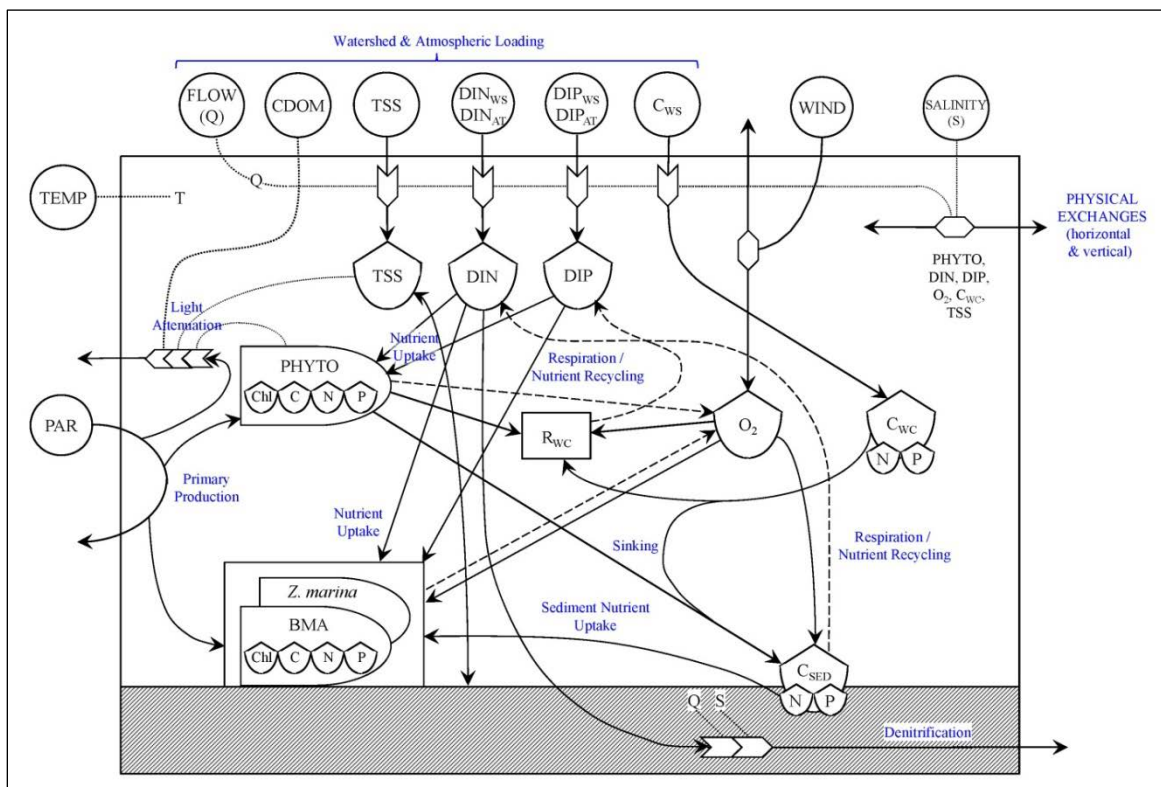 Watershed & Atmospheric Loading
FLOW
(Q)
CDOM
TSS
DIN_WS
DIN_AT
DIP_WS
DIP_AT
C_WS
WIND
SALINITY
(S)
TEMP
T
Q
PHYSICAL
EXCHANGES
(horizontal
& vertical)
PHYTO,
DIN, DIP,
O₂, C_WC,
TSS
TSS
DIN
DIP
Light
Attenuation
Nutrient
Uptake
Respiration /
Nutrient Recycling
PHYTO
Chl C N P
PAR
R_WC
O₂
C_WC
N P
Primary
Production
Nutrient
Uptake
Sinking
Respiration /
Nutrient Recycling
Z. marina
BMA
Chl C N P
Sediment Nutrient
Uptake
C_SED
N P
Q S
Denitrification